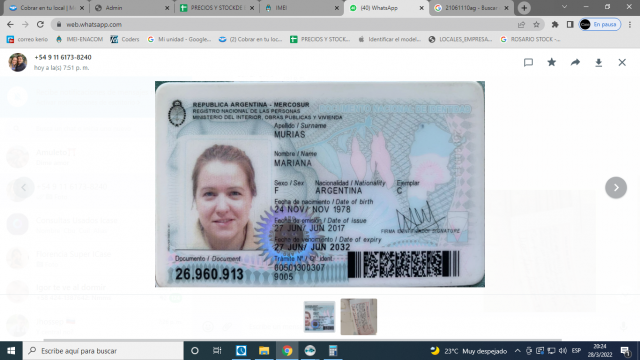 Cobrar en tu local | No
Admin
PRECIOS Y STOCKDE
IMEI
(40) WhatsApp
21061110ag - Buscar
web.whatsapp.com
En pausa
correo kerio
IMEI-ENACOM
Coders
Mi unidad - Google...
(2) Cobrar en tu loc...
PRECIOS Y STOCK...
Identificar el mode...
LOCALES_EMPRESA...
ROSARIO STOCK -...
+54 9 11 6173-8240
hoy a la(s) 7:51 p. m.
REPUBLICA ARGENTINA - MERCOSUR
REGISTRO NACIONAL DE LAS PERSONAS
MINISTERIO DEL INTERIOR, OBRAS PUBLICAS Y VIVIENDA
Apellido / Surname
MURIAS
Nombre / Name
MARIANA
Sexo / Sex Nacionalidad / Nationality Ejemplar
F ARGENTINA C
Fecha de nacimiento / Date of birth
24 NOV/ NOV 1978
Fecha de emisión / Date of issue
27 JUN/ JUN 2017
FIRMA IDENTIFICADO / SIGNATURE
Fecha de vencimiento / Date of expiry
27 JUN/ JUN 2032
Documento / Document
Trámite Nº / Of. ident.
26.960.913
9005
Escribe aquí para buscar
23°C Muy despejado
ESP
20:24
28/3/2022